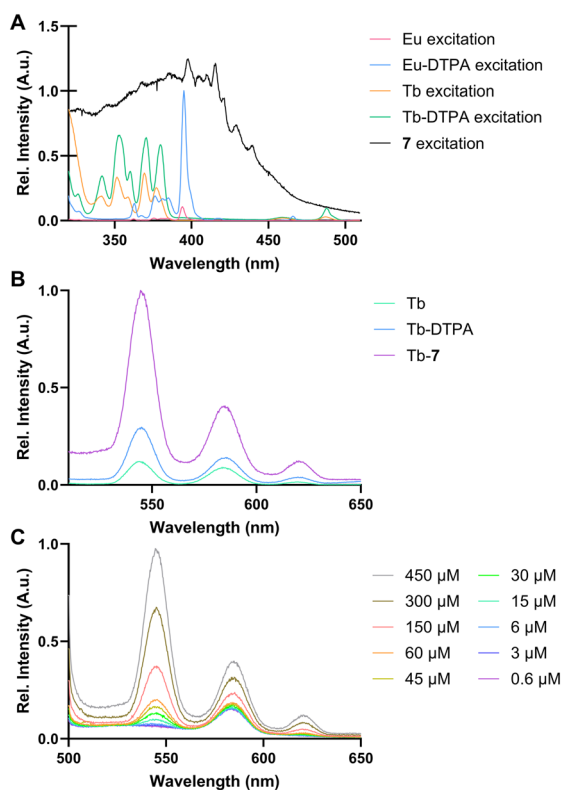 A
1.5
1.0
0.5
0.0
Rel. Intensity (A.u.)
350
400
450
500
Wavelength (nm)
Eu excitation
Eu-DTPA excitation
Tb excitation
Tb-DTPA excitation
7 excitation
B
1.0
0.5
0.0
Rel. Intensity (A.u.)
550
600
650
Wavelength (nm)
Tb
Tb-DTPA
Tb-7
C
1.0
0.5
0.0
Rel. Intensity (A.u.)
500
550
600
650
Wavelength (nm)
450 µM
300 µM
150 µM
60 µM
45 µM
30 µM
15 µM
6 µM
3 µM
0.6 µM